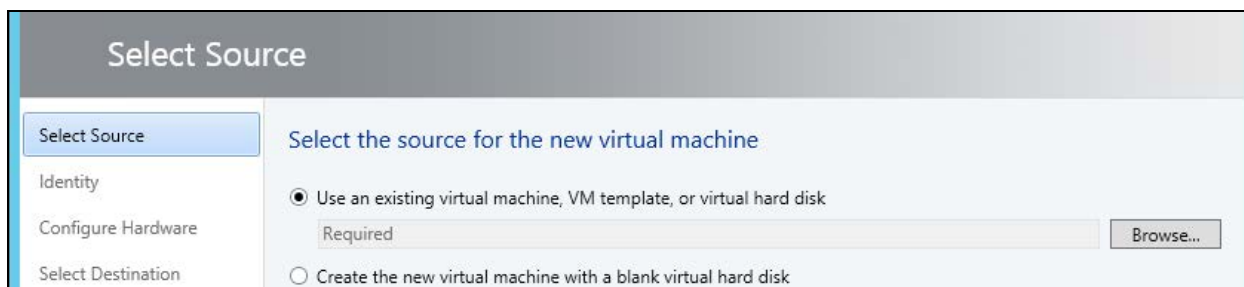 Select Source
Select Source
Identity
Configure Hardware
Select Destination
Select the source for the new virtual machine
Use an existing virtual machine, VM template, or virtual hard disk
Required
Browse...
Create the new virtual machine with a blank virtual hard disk